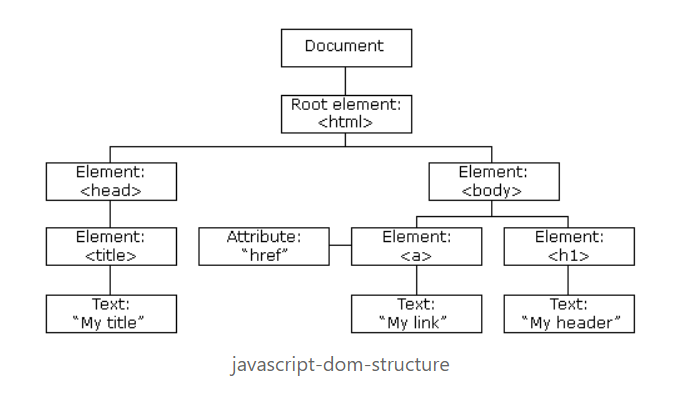 Document
Root element:
<html>
Element:
<head>
Element:
<body>
Element:
<title>
Attribute:
“href”
Element:
<a>
Element:
<h1>
Text:
“My title”
Text:
“My link”
Text:
“My header”
javascript-dom-structure